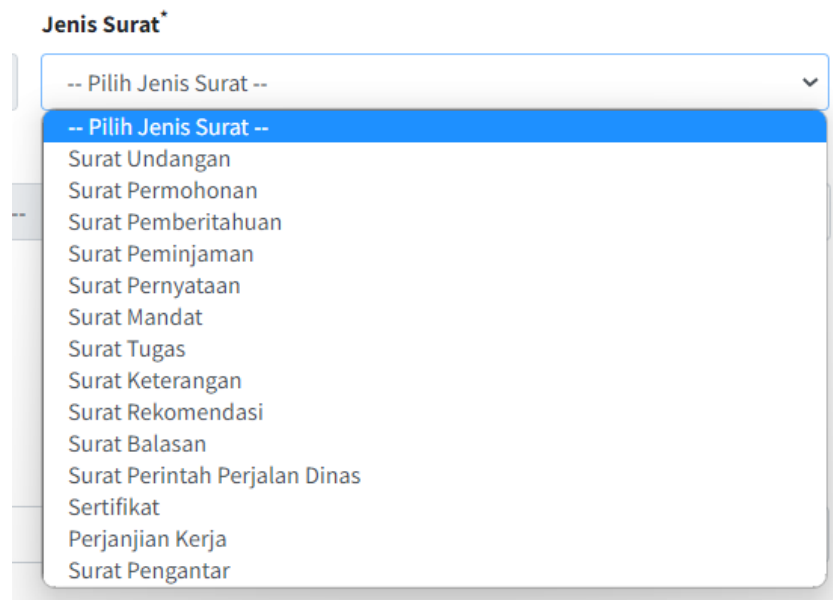 Jenis Surat*
-- Pilih Jenis Surat --
-- Pilih Jenis Surat --
Surat Undangan
Surat Permohonan
--
Surat Pemberitahuan
Surat Peminjaman
Surat Pernyataan
Surat Mandat
Surat Tugas
Surat Keterangan
Surat Rekomendasi
Surat Balasan
Surat Perintah Perjalan Dinas
Sertifikat
Perjanjian Kerja
Surat Pengantar